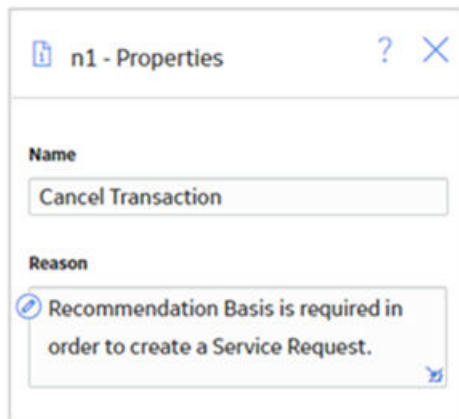 n1 - Properties ?
Name
Cancel Transaction
Reason
Recommendation Basis is required in
order to create a Service Request.